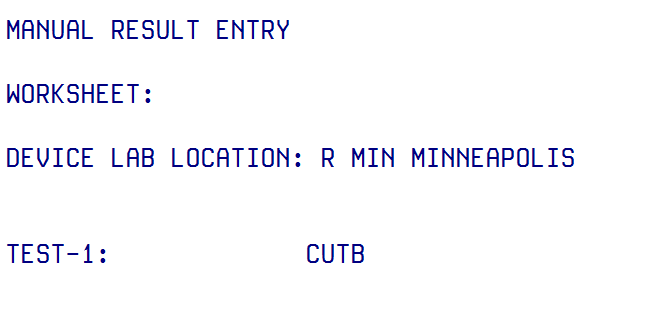 MANUAL RESULT ENTRY
WORKSHEET:
DEVICE LAB LOCATION: R MIN MINNEAPOLIS
TEST-1: CUTB